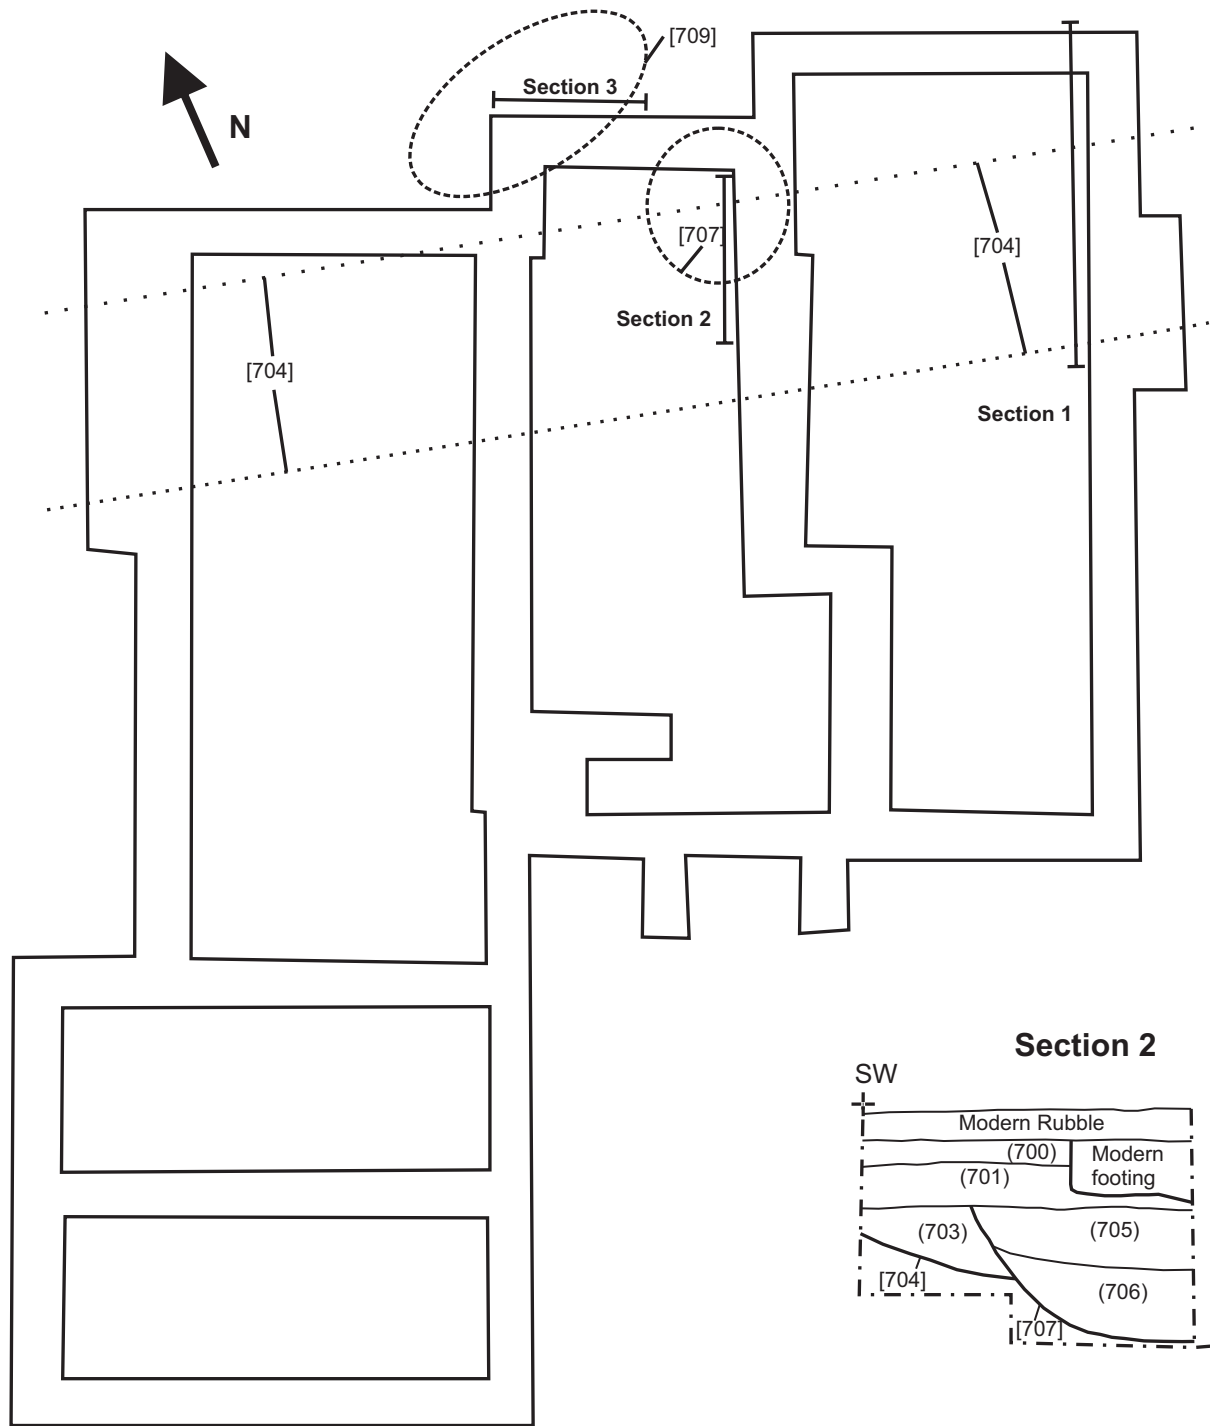 [709]
Section 3
N
[707]
[704]
Section 2
[704]
Section 1
Section 2
SW
Modern Rubble
(700)
Modern
footing
(701)
(703)
(705)
[704]
(706)
[707]